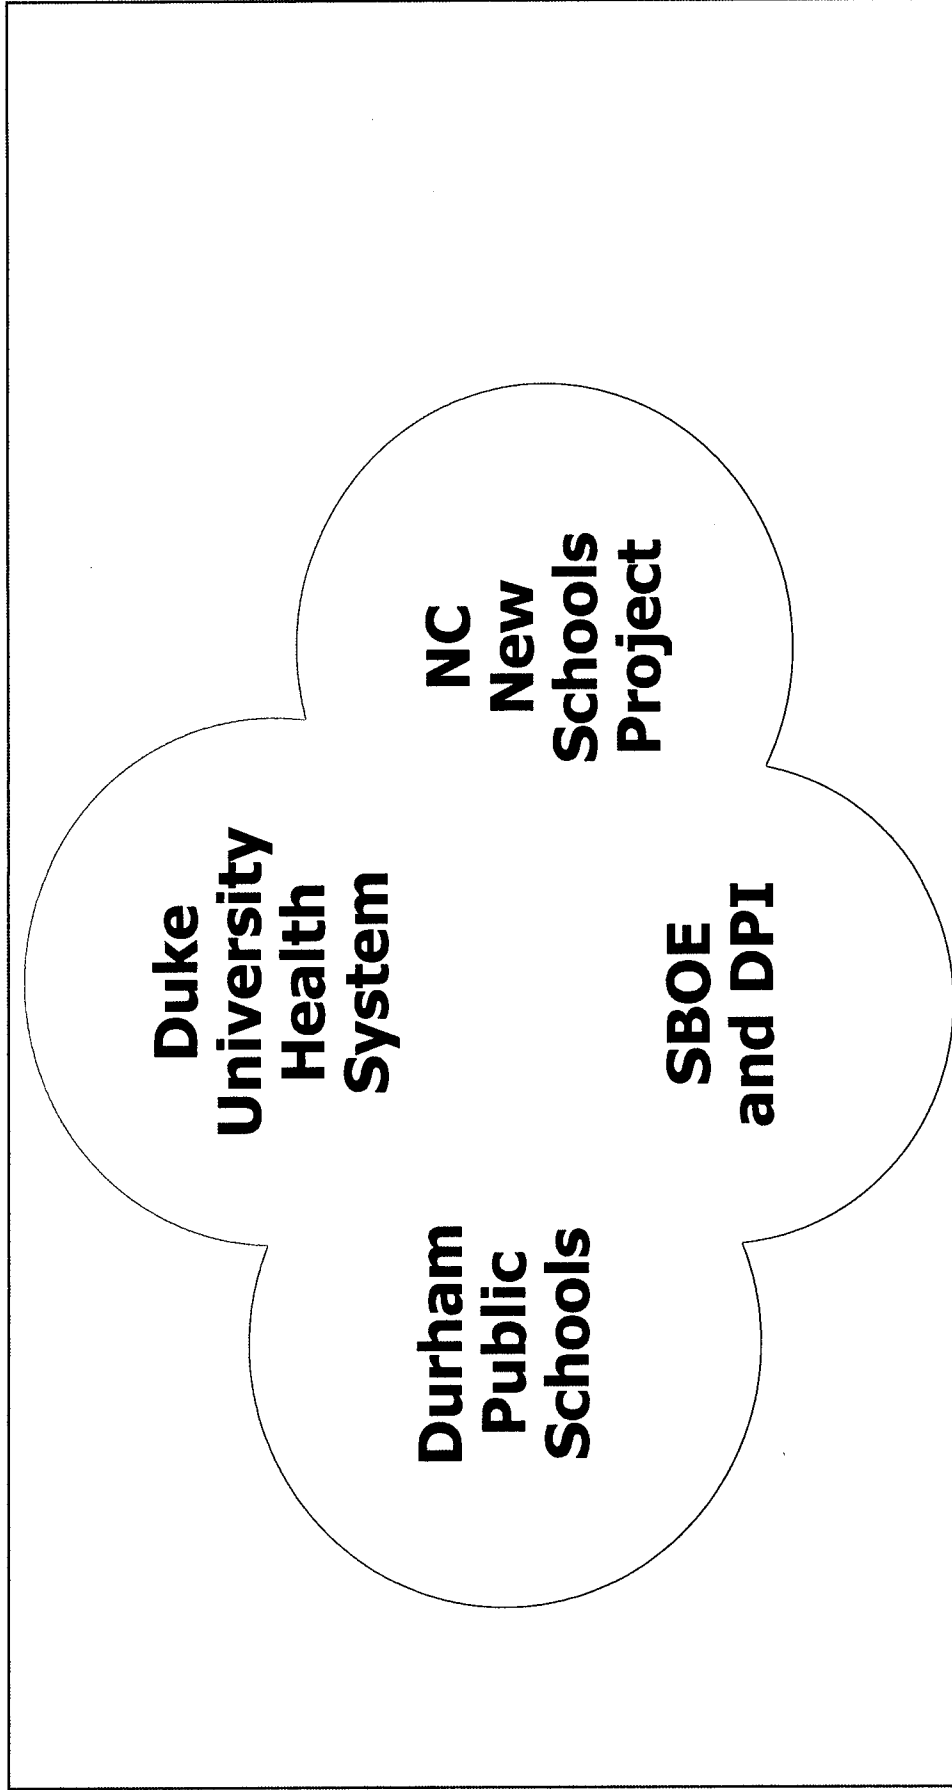 Duke
University
Health
System
Durham
Public
Schools
NC
New
Schools
Project
SBOE
and DPI